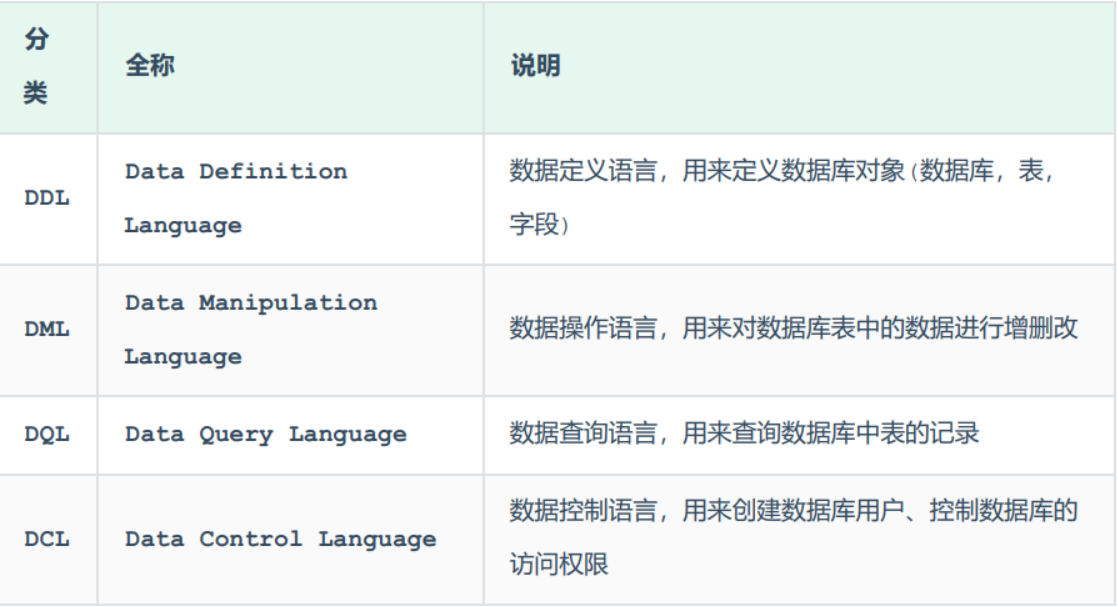 分
类
全称
说明
DDL
Data Definition
Language
数据定义语言，用来定义数据库对象(数据库，表，
字段)
DML
Data Manipulation
Language
数据操作语言，用来对数据库表中的数据进行增删改
DQL
Data Query Language
数据查询语言，用来查询数据库中表的记录
DCL
Data Control Language
数据控制语言，用来创建数据库用户、控制数据库的
访问权限